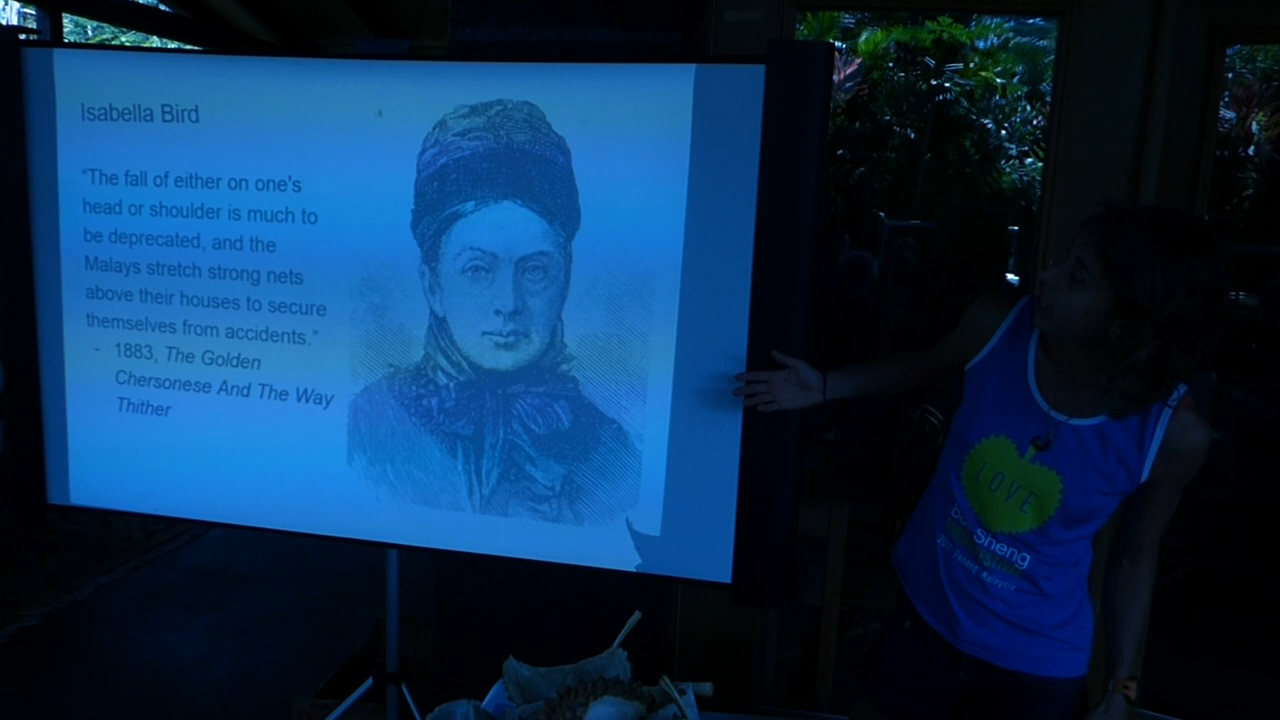 Isabella Bird
“The fall of either on one's
head or shoulder is much to
be deprecated, and the
Malays stretch strong nets
above their houses to secure
themselves from accidents.”
- 1883, The Golden
Chersonese And The Way
Thither
LOVE
Sheng
Malaysia